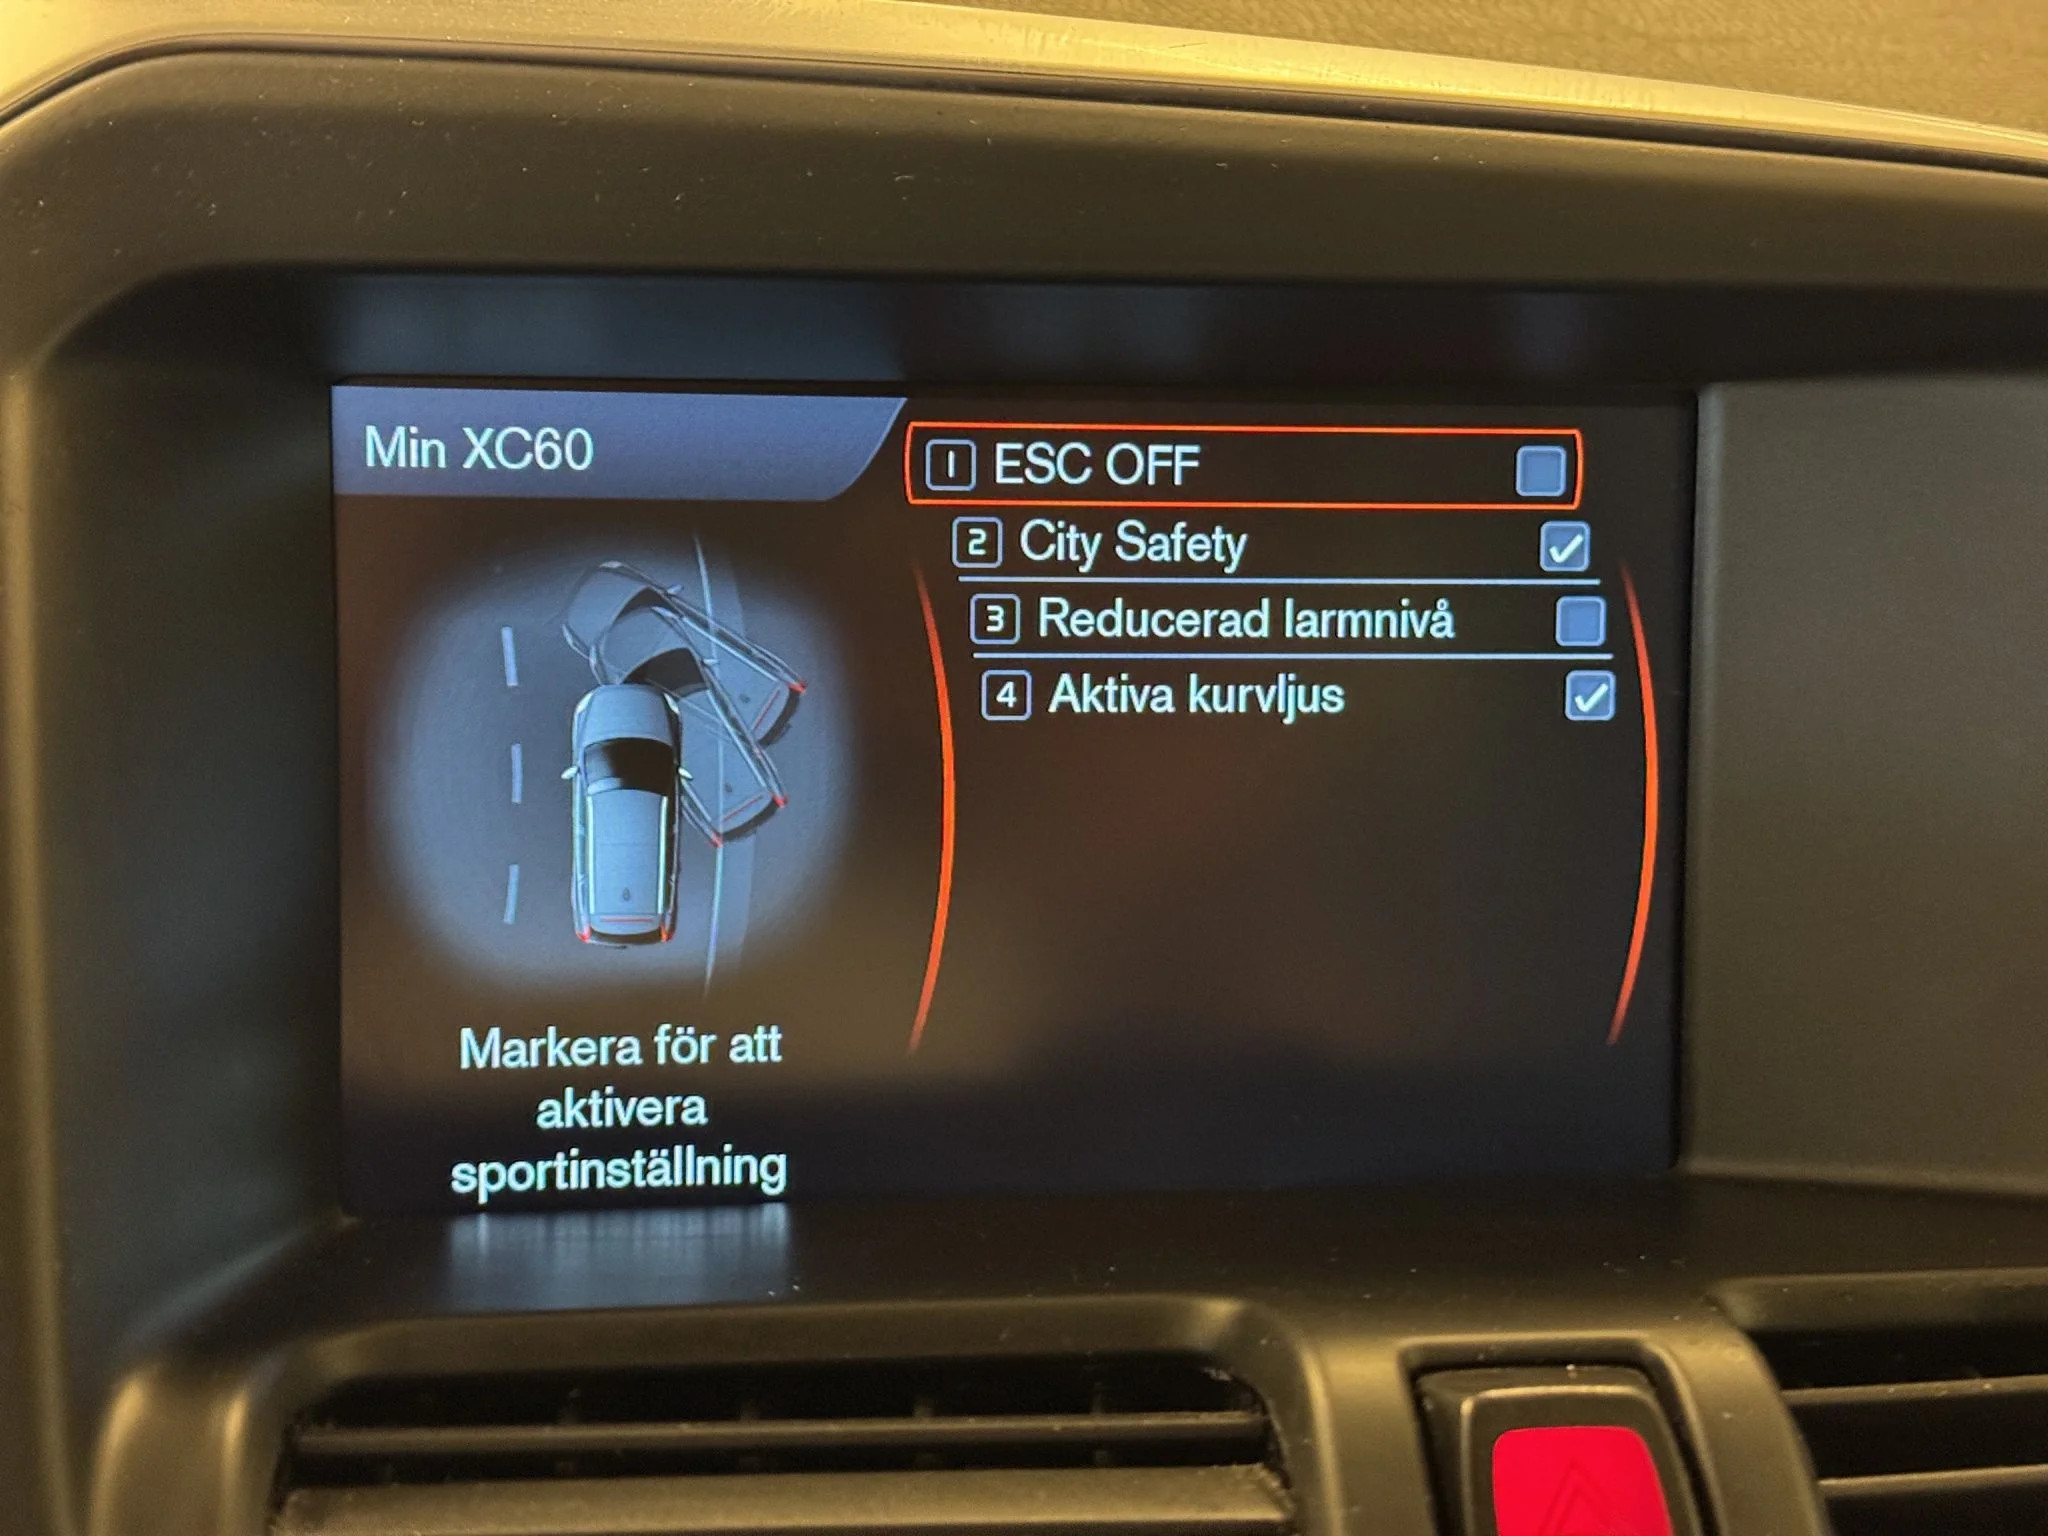 Min XC60
1 ESC OFF
2 City Safety
3 Reducerad larmnivå
4 Aktiva kurvljus
Markera för att
aktivera
sportinställning